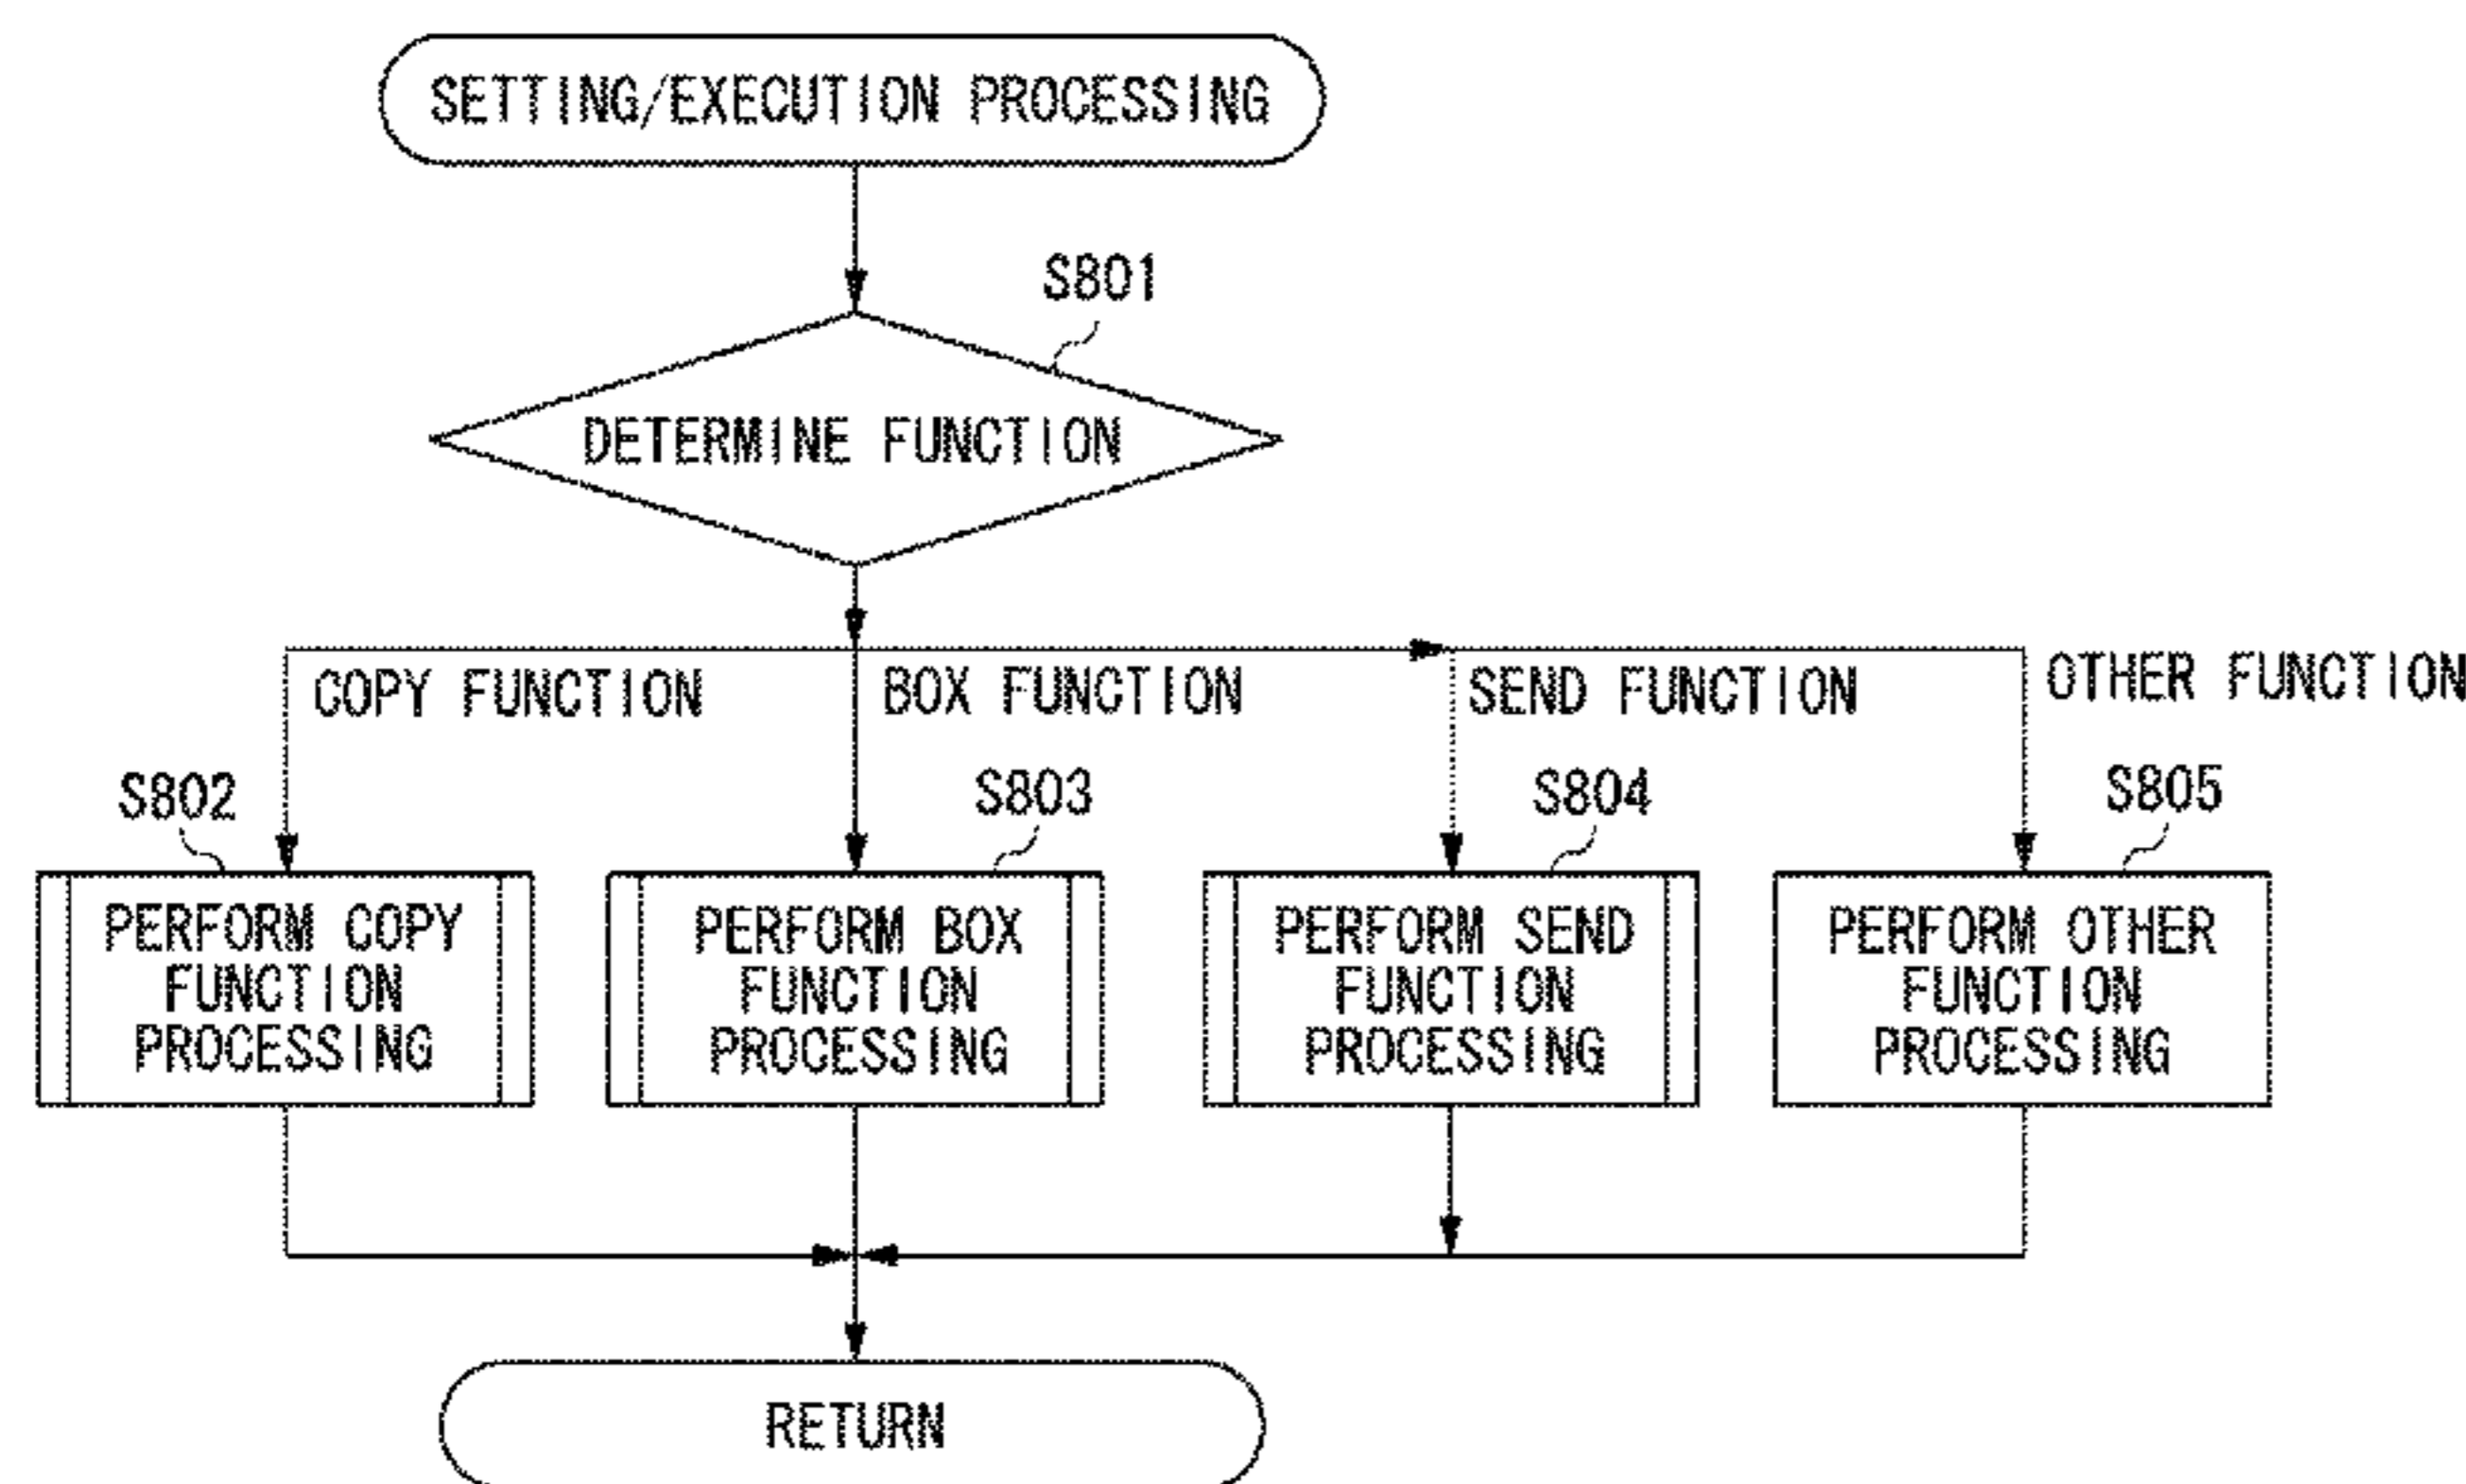 SETTING/EXECUTION PROCESSING
S801
DETERMINE FUNCTION
COPY FUNCTION
BOX FUNCTION
SEND FUNCTION
OTHER FUNCTION
S802
S803
S804
S805
PERFORM COPY
FUNCTION
PROCESSING
PERFORM BOX
FUNCTION
PROCESSING
PERFORM SEND
FUNCTION
PROCESSING
PERFORM OTHER
FUNCTION
PROCESSING
RETURN